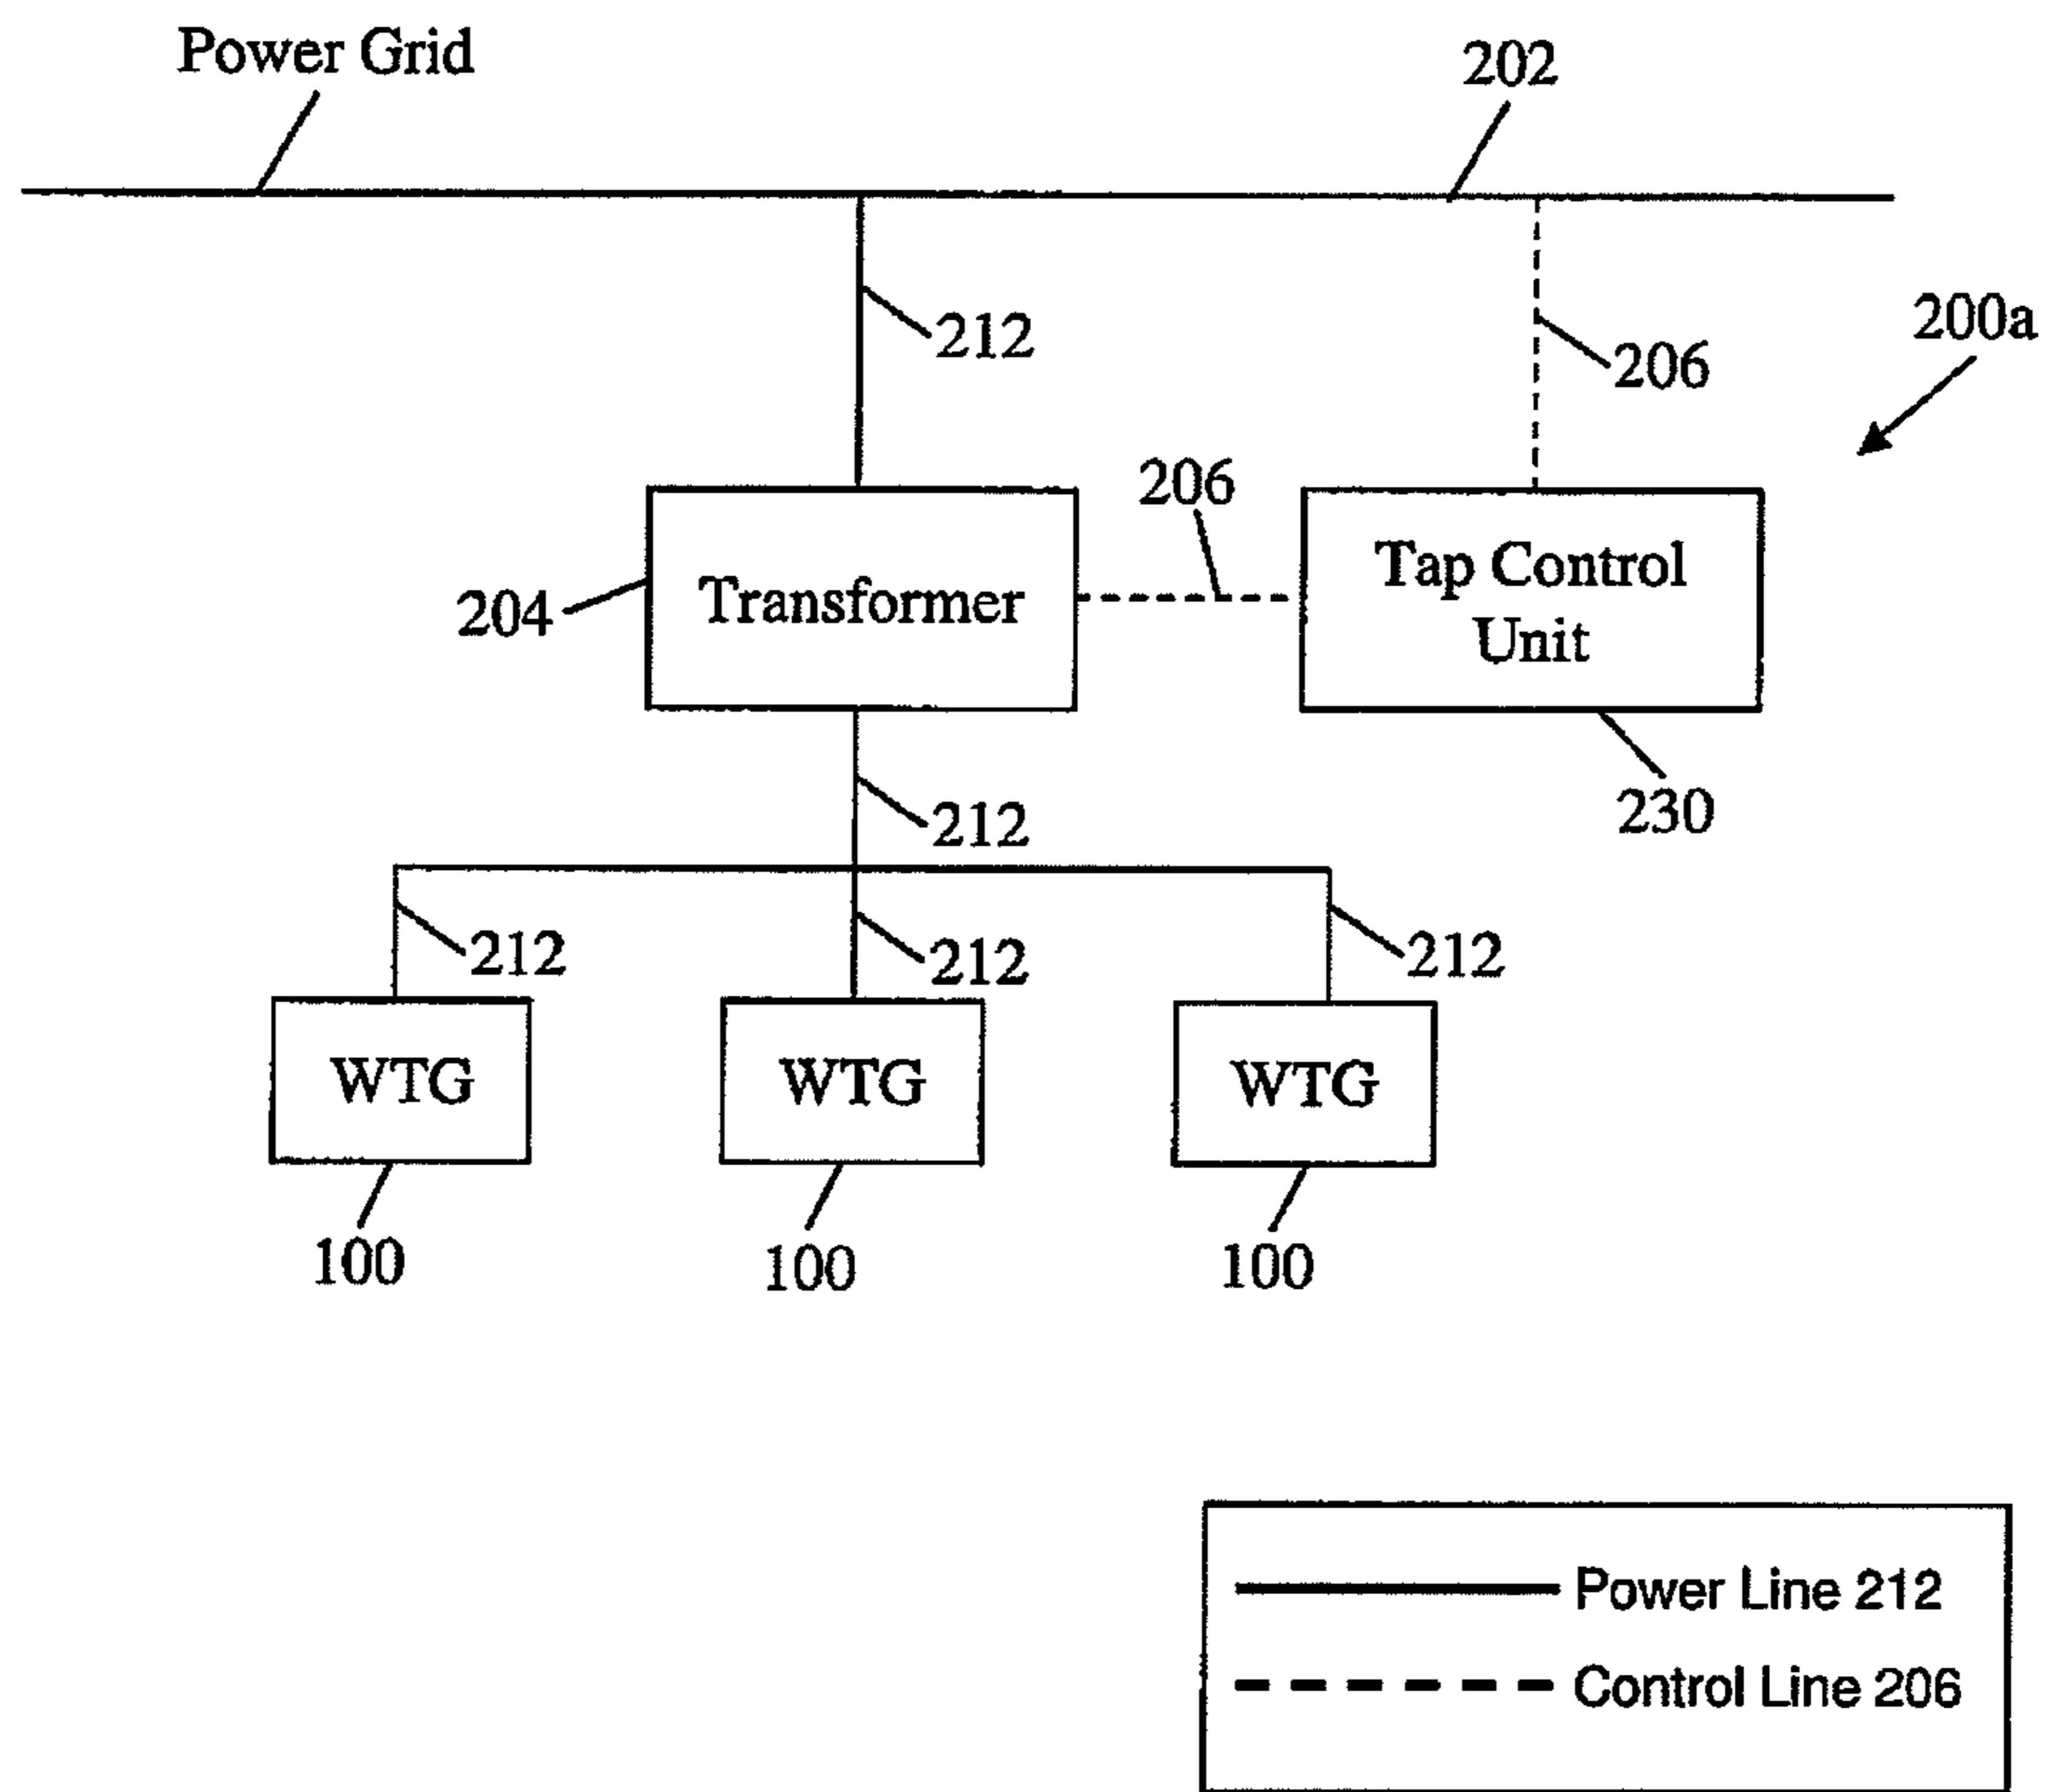 Power Grid
202
212
206
200a
206
204
Transformer
Tap Control
Unit
230
212
212
212
212
WTG
WTG
WTG
100
100
100
Power Line 212
Control Line 206